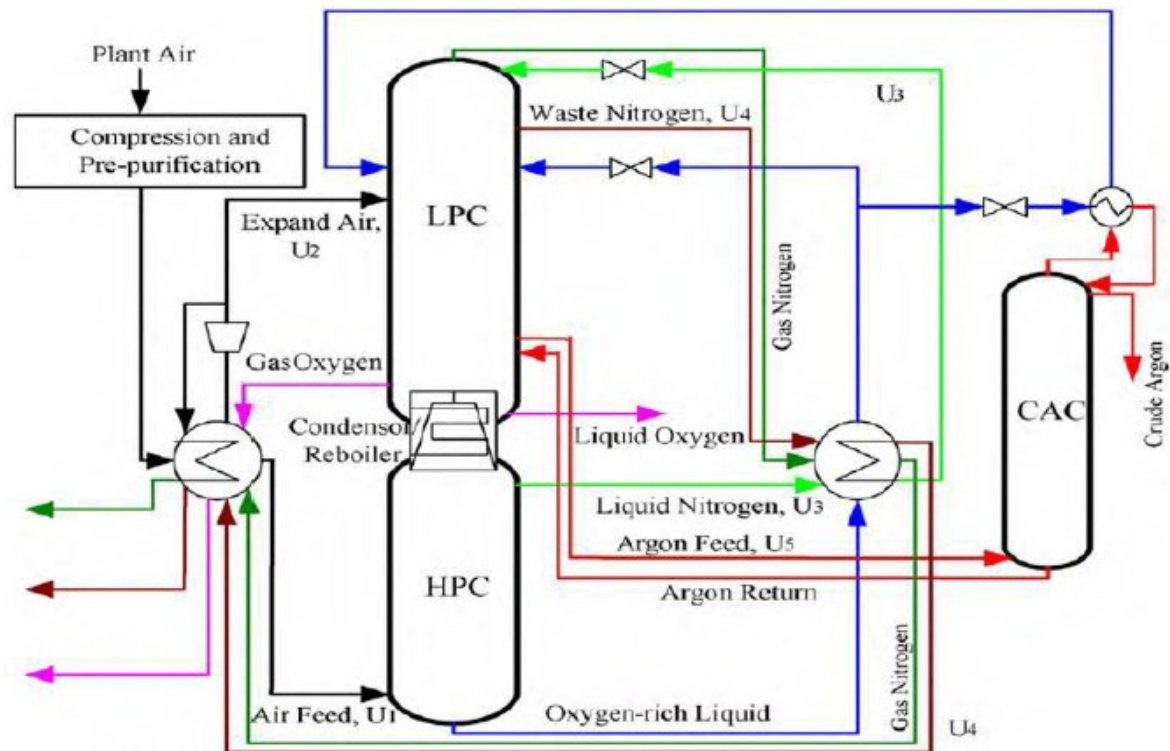 Plant Air
Compression and
Pre-purification
Expand Air,
U2
LPC
Waste Nitrogen, U4
U3
Gas Nitrogen
Gas Oxygen
Condensor/
Reboiler
Liquid Oxygen
CAC
Crude Argon
Liquid Nitrogen, U3
Argon Feed, U5
Argon Return
HPC
Air Feed, U1
Oxygen-rich Liquid
Gas Nitrogen
U4